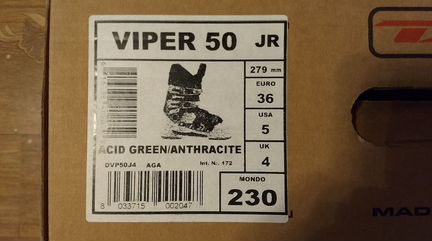 VIPER 50 JR
279 mm
EURO
36
USA
5
UK
4
ACID GREEN/ANTHRACITE
DVP50J4 AGA Int. N.: 172
MONDO
230
8 033715 002047
MAD